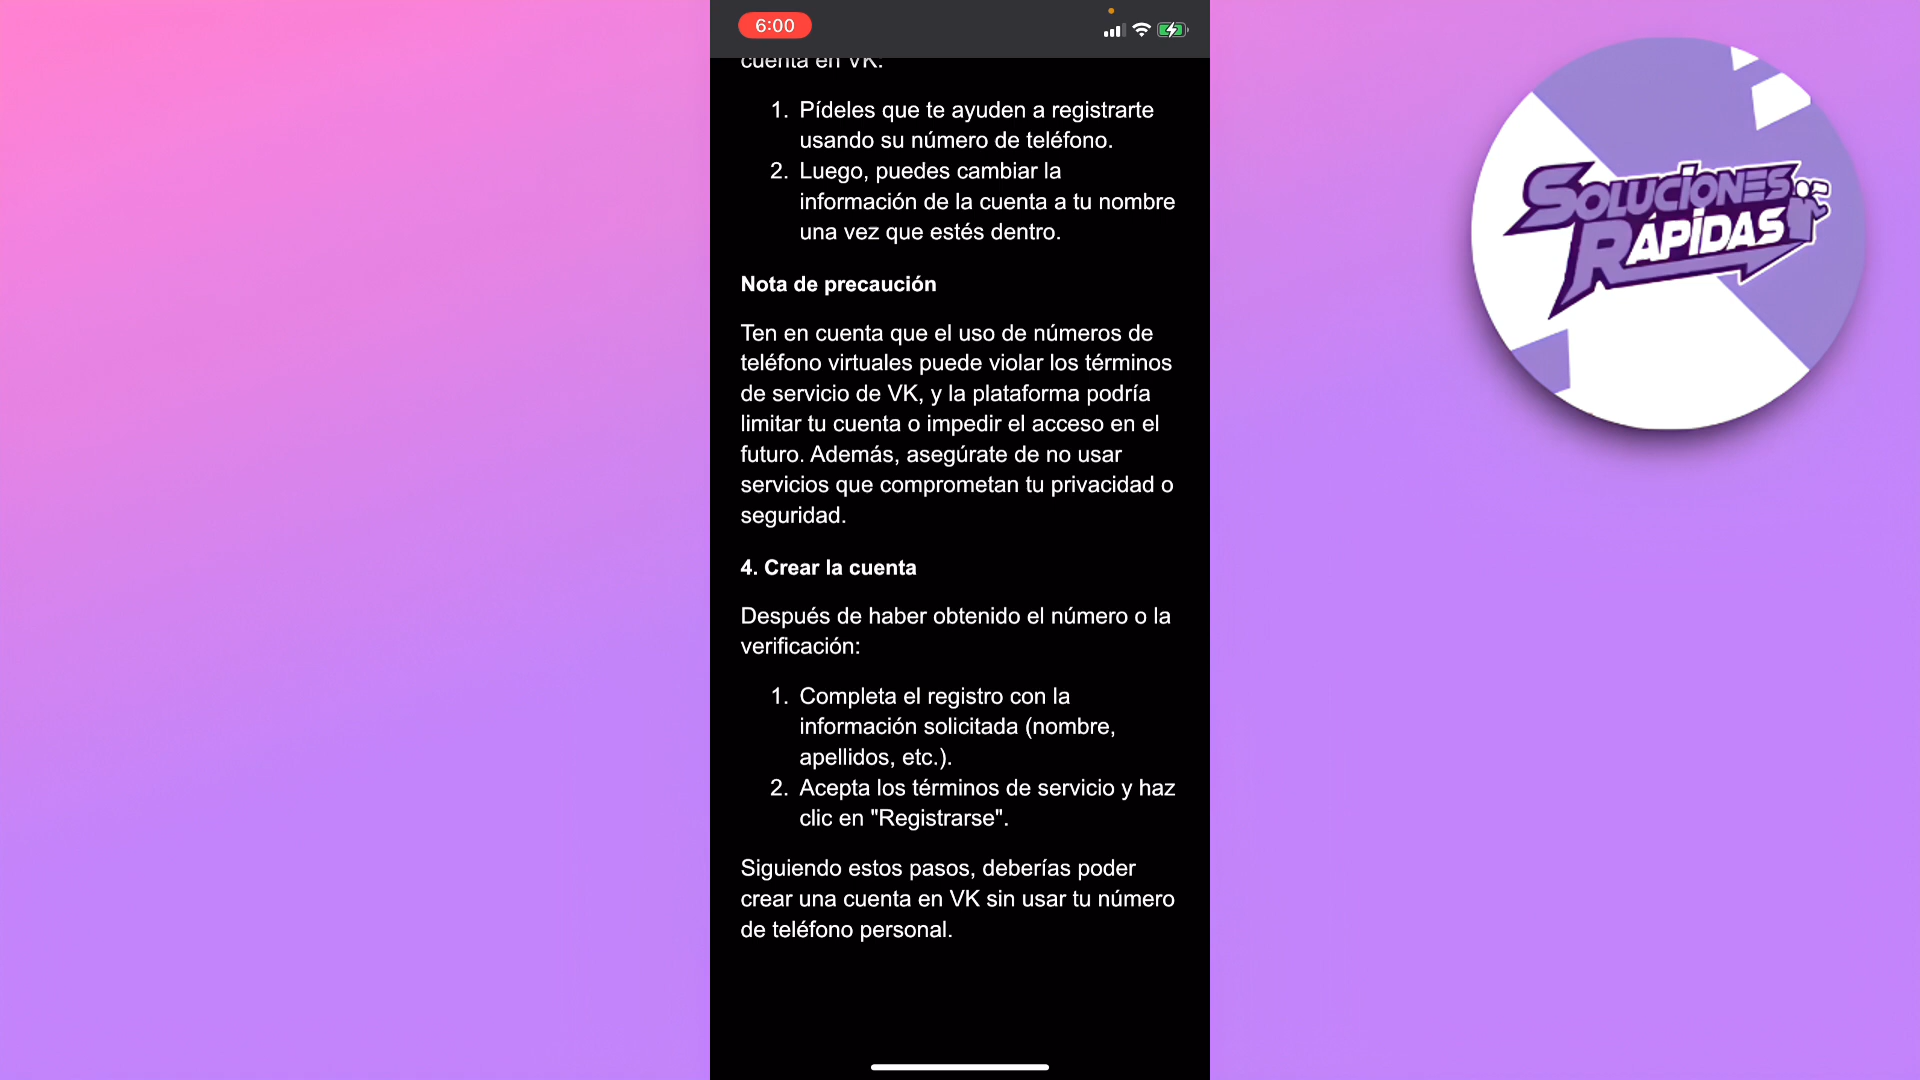 6:00
cuenta en VK.
1. Pídeles que te ayuden a registrarte
usando su número de teléfono.
2. Luego, puedes cambiar la
información de la cuenta a tu nombre
una vez que estés dentro.
Nota de precaución
Ten en cuenta que el uso de números de
teléfono virtuales puede violar los términos
de servicio de VK, y la plataforma podría
limitar tu cuenta o impedir el acceso en el
futuro. Además, asegúrate de no usar
servicios que comprometan tu privacidad o
seguridad.
4. Crear la cuenta
Después de haber obtenido el número o la
verificación:
1. Completa el registro con la
información solicitada (nombre,
apellidos, etc.).
2. Acepta los términos de servicio y haz
clic en "Registrarse".
Siguiendo estos pasos, deberías poder
crear una cuenta en VK sin usar tu número
de teléfono personal.
SOLUCIONES
RÁPIDAS